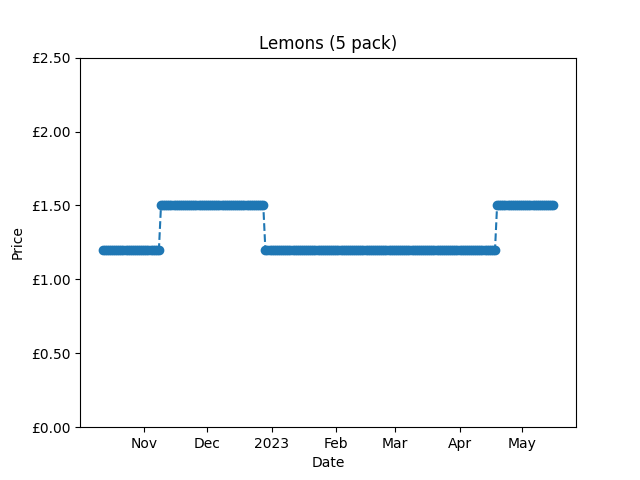 Lemons (5 pack)
£2.50
£2.00
£1.50
£1.00
£0.50
£0.00
Price
Nov Dec 2023 Feb Mar Apr May
Date